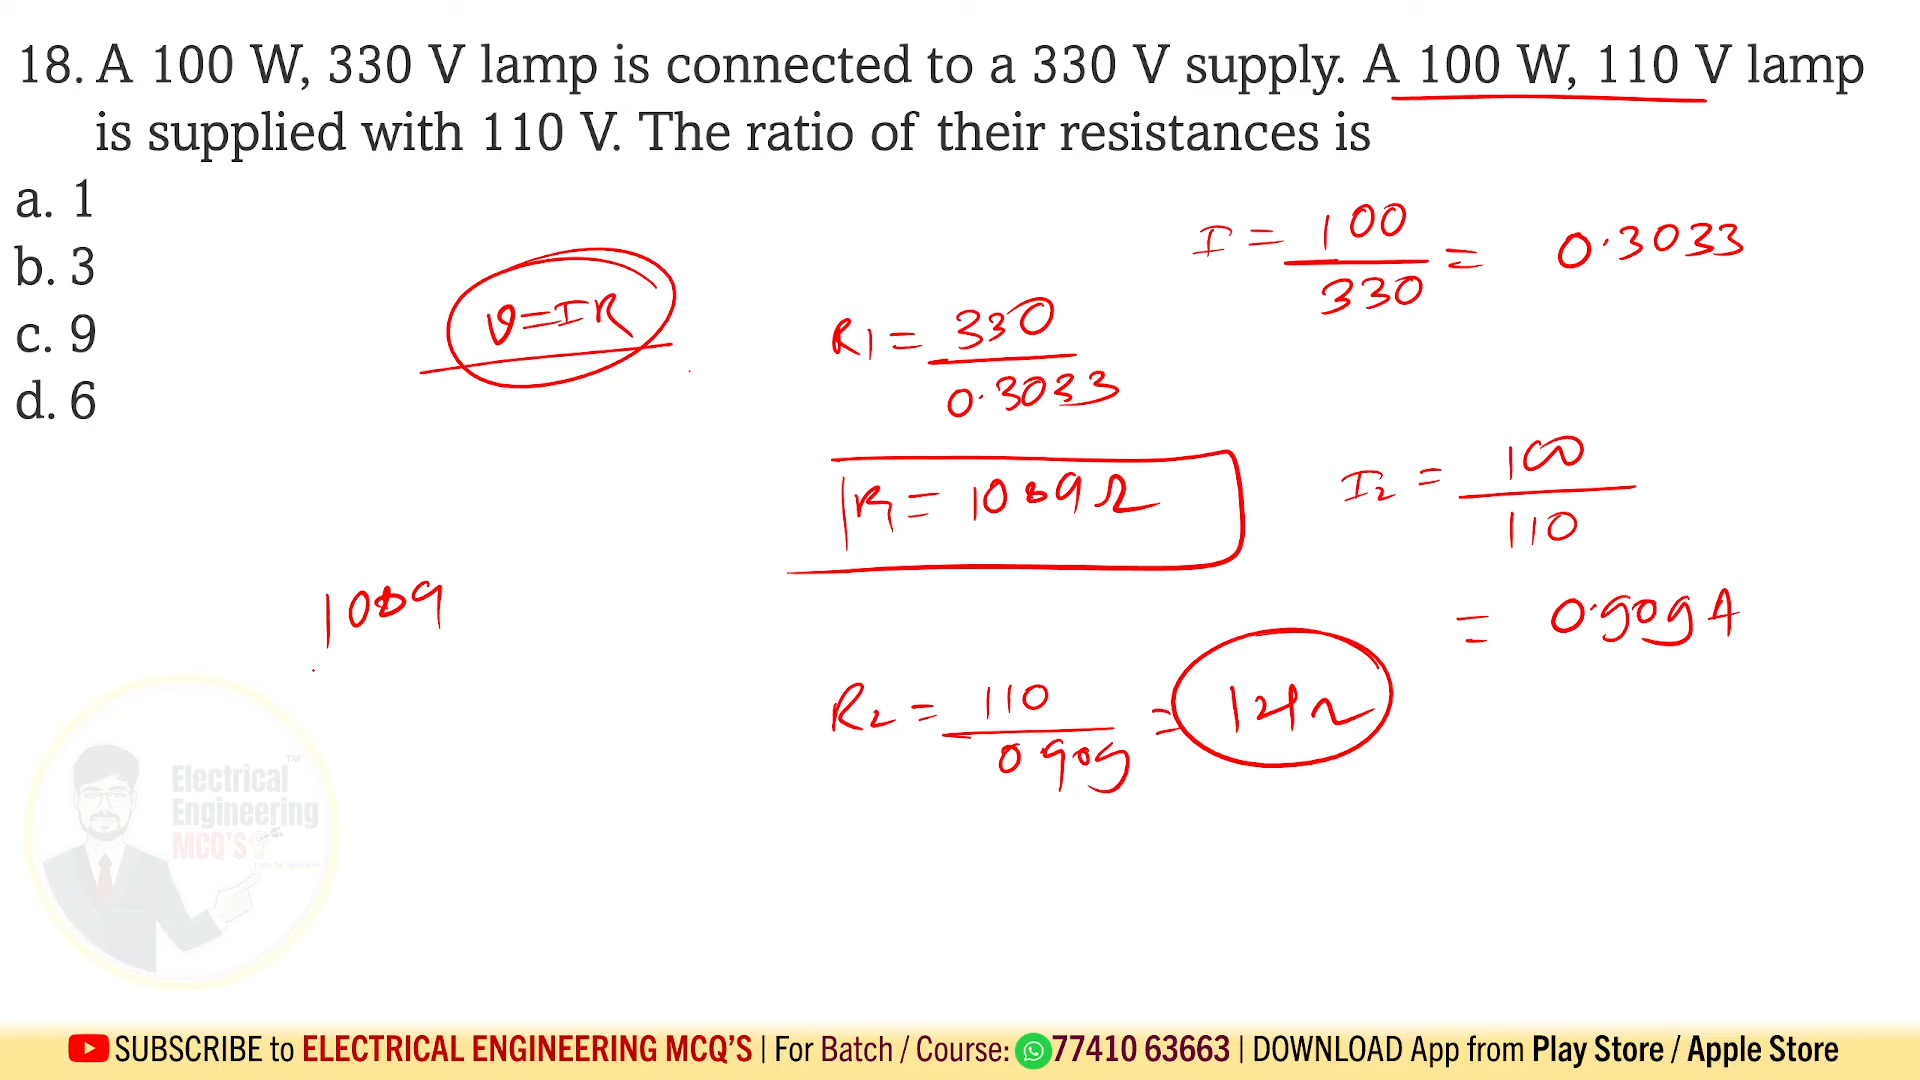 18. A 100 W, 330 V lamp is connected to a 330 V supply. A 100 W, 110 V lamp
is supplied with 110 V. The ratio of their resistances is
a. 1
b. 3
c. 9
d. 6
V=IR
I = 100/330 = 0.3033
R1 = 330/0.3033
R = 1089Ω
I2 = 100/110
= 0.909A
1089
R2 = 110/0.909 = 121Ω
Electrical™
Engineering
MCQ'S
SUBSCRIBE to ELECTRICAL ENGINEERING MCQ'S | For Batch / Course: 77410 63663 | DOWNLOAD App from Play Store / Apple Store